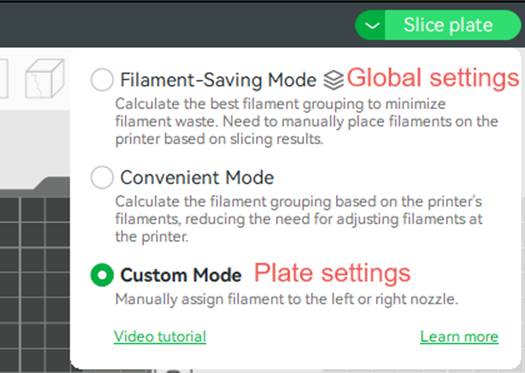 Slice plate
Filament-Saving Mode Global settings
Calculate the best filament grouping to minimize
filament waste. Need to manually place filaments on the
printer based on slicing results.
Convenient Mode
Calculate the filament grouping based on the printer's
filaments, reducing the need for adjusting filaments at
the printer.
Custom Mode Plate settings
Manually assign filament to the left or right nozzle.
Video tutorial Learn more